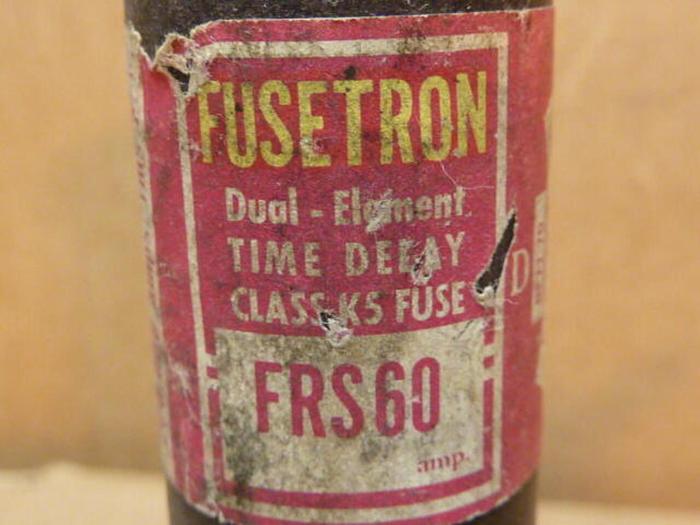 FUSETRON
Dual - Element
TIME DELAY
CLASS K5 FUSE
D
FRS60
amp.